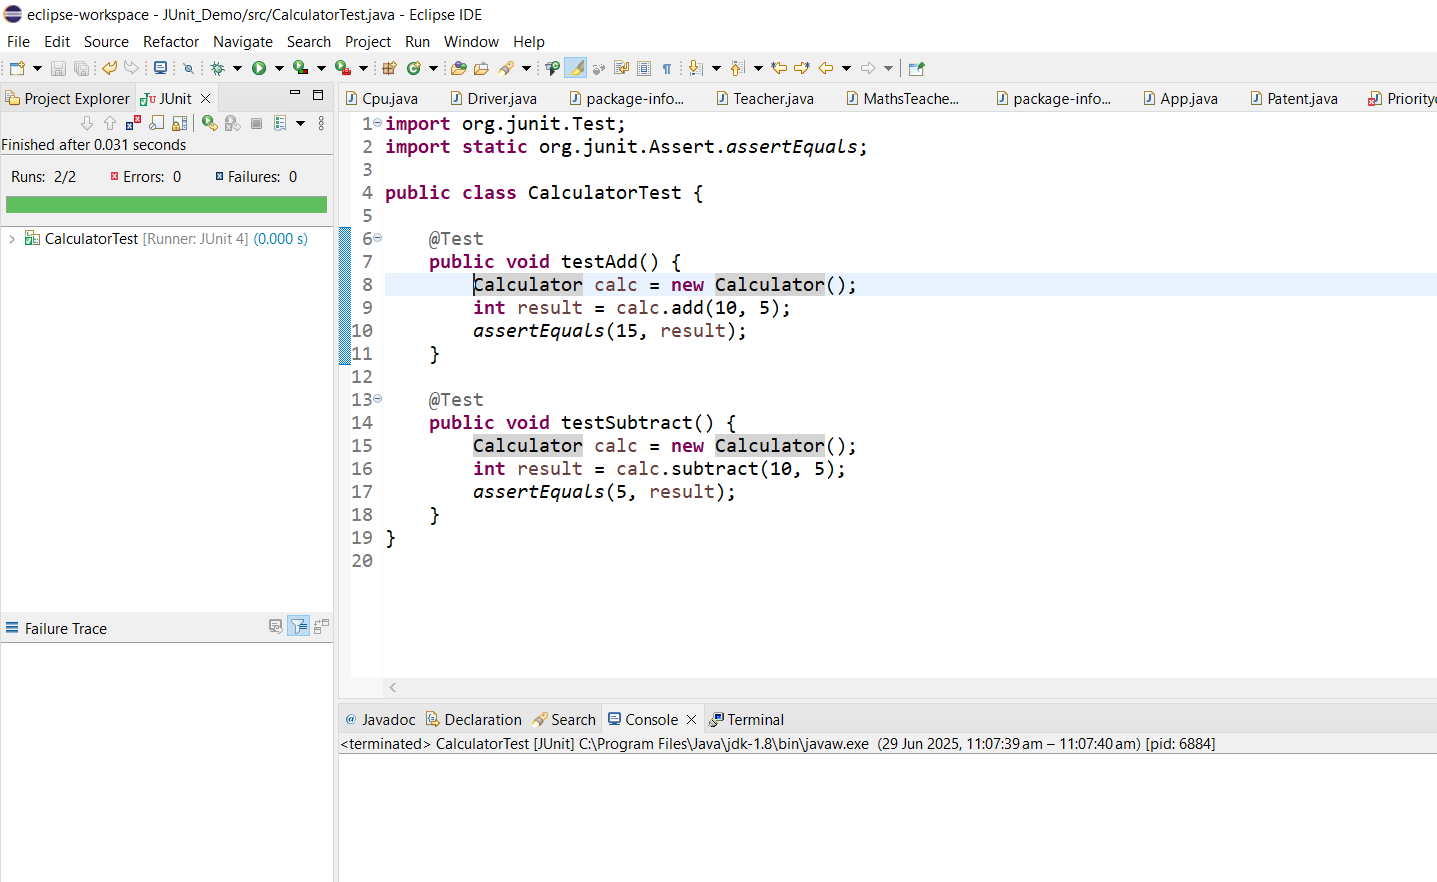 eclipse-workspace - JUnit_Demo/src/CalculatorTest.java - Eclipse IDE
File Edit Source Refactor Navigate Search Project Run Window Help
Project Explorer JUnit
Finished after 0.031 seconds
Runs: 2/2 Errors: 0 Failures: 0
CalculatorTest [Runner: JUnit 4] (0.000 s)
Failure Trace
Cpu.java Driver.java package-info... Teacher.java MathsTeache... package-info... App.java Patent.java Priority
1 import org.junit.Test;
2 import static org.junit.Assert.assertEquals;
3
4 public class CalculatorTest {
5
6     @Test
7     public void testAdd() {
8         Calculator calc = new Calculator();
9         int result = calc.add(10, 5);
10         assertEquals(15, result);
11     }
12
13     @Test
14     public void testSubtract() {
15         Calculator calc = new Calculator();
16         int result = calc.subtract(10, 5);
17         assertEquals(5, result);
18     }
19 }
20
@ Javadoc Declaration Search Console Terminal
<terminated> CalculatorTest [JUnit] C:\Program Files\Java\jdk-1.8\bin\javaw.exe (29 Jun 2025, 11:07:39 am – 11:07:40 am) [pid: 6884]